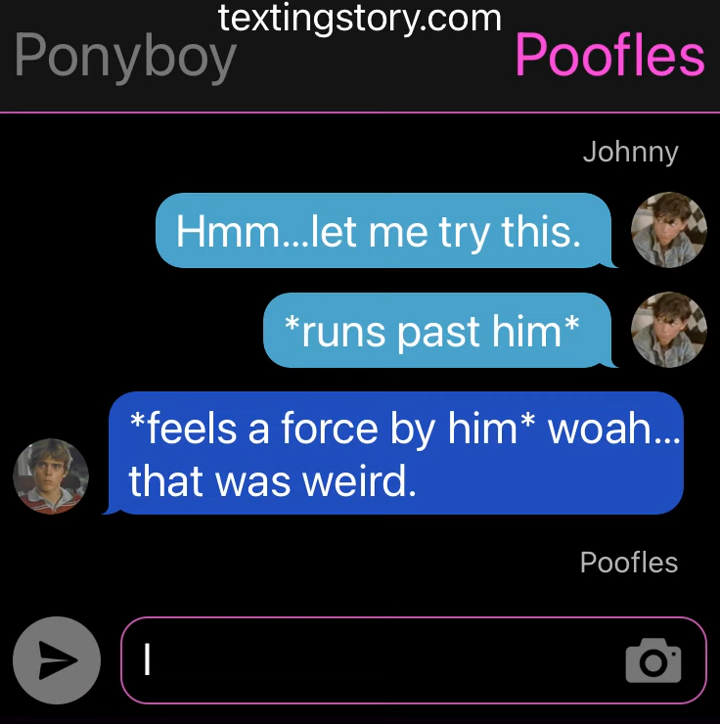 textingstory.com
Ponyboy
Poofles
Johnny
Hmm...let me try this.
*runs past him*
*feels a force by him* woah...
that was weird.
Poofles